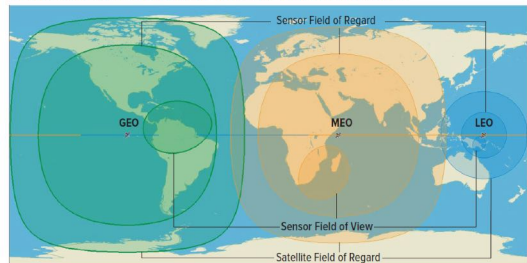 Sensor Field of Regard
GEO
MEO
LEO
Sensor Field of View
Satellite Field of Regard